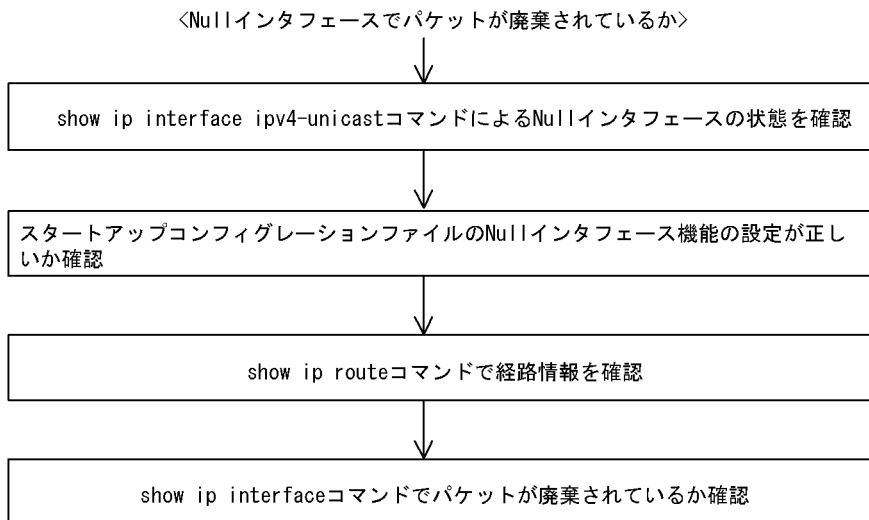 <Nullインタフェースでパケットが廃棄されているか>
show ip interface ipv4-unicastコマンドによるNullインタフェースの状態を確認
スタートアップコンフィグレーションファイルのNullインタフェース機能の設定が正し
いか確認
show ip routeコマンドで経路情報を確認
show ip interfaceコマンドでパケットが廃棄されているか確認